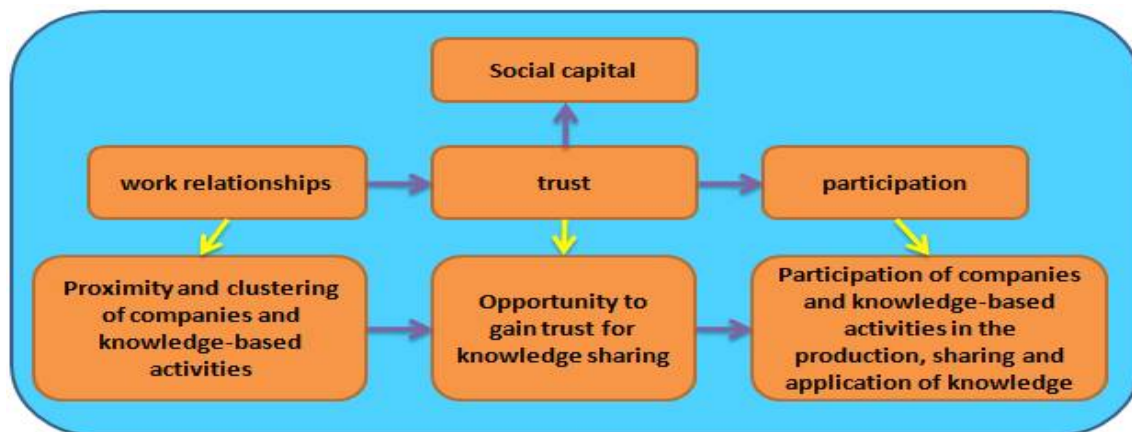 Social capital
work relationships
trust
participation
Proximity and clustering
of companies and
knowledge-based
activities
Opportunity to
gain trust for
knowledge sharing
Participation of companies
and knowledge-based
activities in the
production, sharing and
application of knowledge